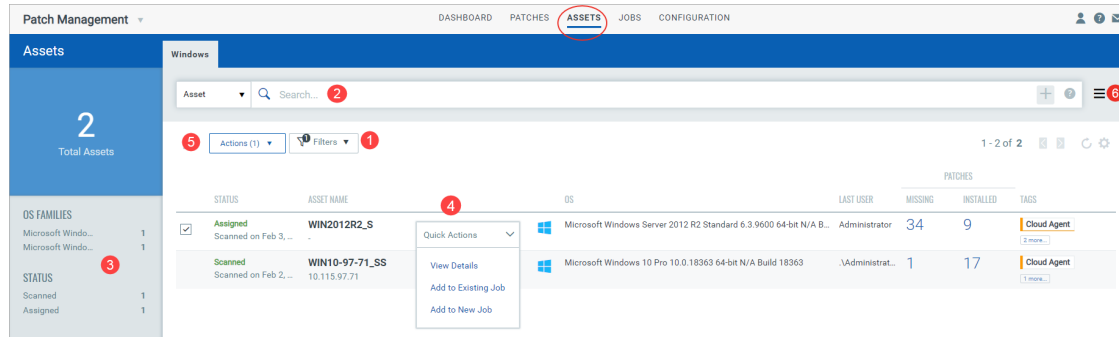 Patch Management
DASHBOARD PATCHES ASSETS JOBS CONFIGURATION
Assets
Windows
Asset
Search...
2
6
2
Total Assets
5
Actions (1)
1
Filters
1
1 - 2 of 2
PATCHES
STATUS ASSET NAME OS LAST USER MISSING INSTALLED TAGS
4
OS FAMILIES
Microsoft Windo... 1
Microsoft Windo... 1
3
STATUS
Scanned 1
Assigned 1
Assigned
Scanned on Feb 3, ...
WIN2012R2_S
-
Quick Actions
View Details
Add to Existing Job
Add to New Job
Microsoft Windows Server 2012 R2 Standard 6.3.9600 64-bit N/A B...
Administrator
34
9
Cloud Agent
2 more...
Scanned
Scanned on Feb 2, ...
WIN10-97-71_SS
10.115.97.71
Microsoft Windows 10 Pro 10.0.18363 64-bit N/A Build 18363
.\Administrat...
1
17
Cloud Agent
1 more...